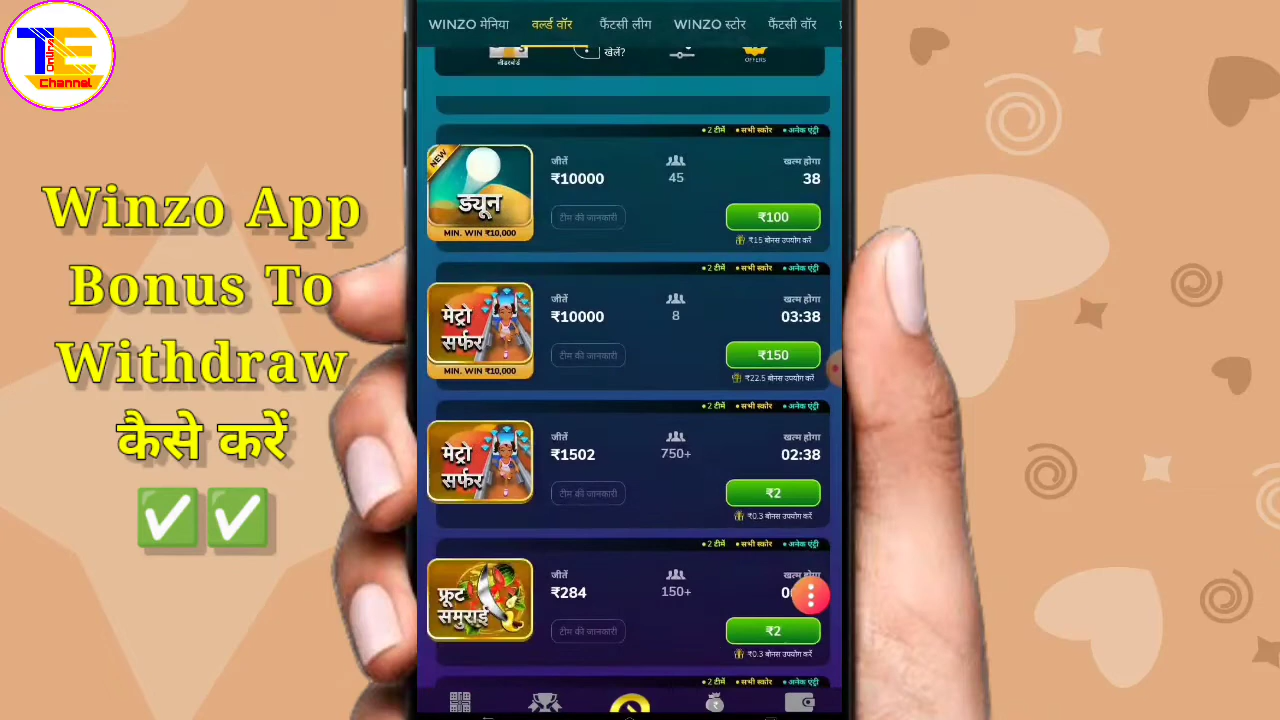 TE
Online
Channel
Winzo App
Bonus To
Withdraw
कैसे करें
WINZO मेनिया
वर्ल्ड वॉर
फैंटसी लीग
WINZO स्टोर
फैंटसी वॉर
लीडरबोर्ड
खेलें?
OFFERS
• 2 टीमें • सभी स्कोर • अनेक एंट्री
NEW
ड्यून
MIN. WIN ₹10,000
जीतें
₹10000
45
खत्म होगा
38
टीम की जानकारी
₹100
₹15 बोनस उपयोग करें
• 2 टीमें • सभी स्कोर • अनेक एंट्री
मेट्रो
सर्फर
MIN. WIN ₹10,000
जीतें
₹10000
8
खत्म होगा
03:38
टीम की जानकारी
₹150
₹22.5 बोनस उपयोग करें
• 2 टीमें • सभी स्कोर • अनेक एंट्री
मेट्रो
सर्फर
जीतें
₹1502
750+
खत्म होगा
02:38
टीम की जानकारी
₹2
₹0.3 बोनस उपयोग करें
• 2 टीमें • सभी स्कोर • अनेक एंट्री
फ्रूट
समुराई
जीतें
₹284
150+
खत्म होगा
टीम की जानकारी
₹2
₹0.3 बोनस उपयोग करें
• 2 टीमें • सभी स्कोर • अनेक एंट्री